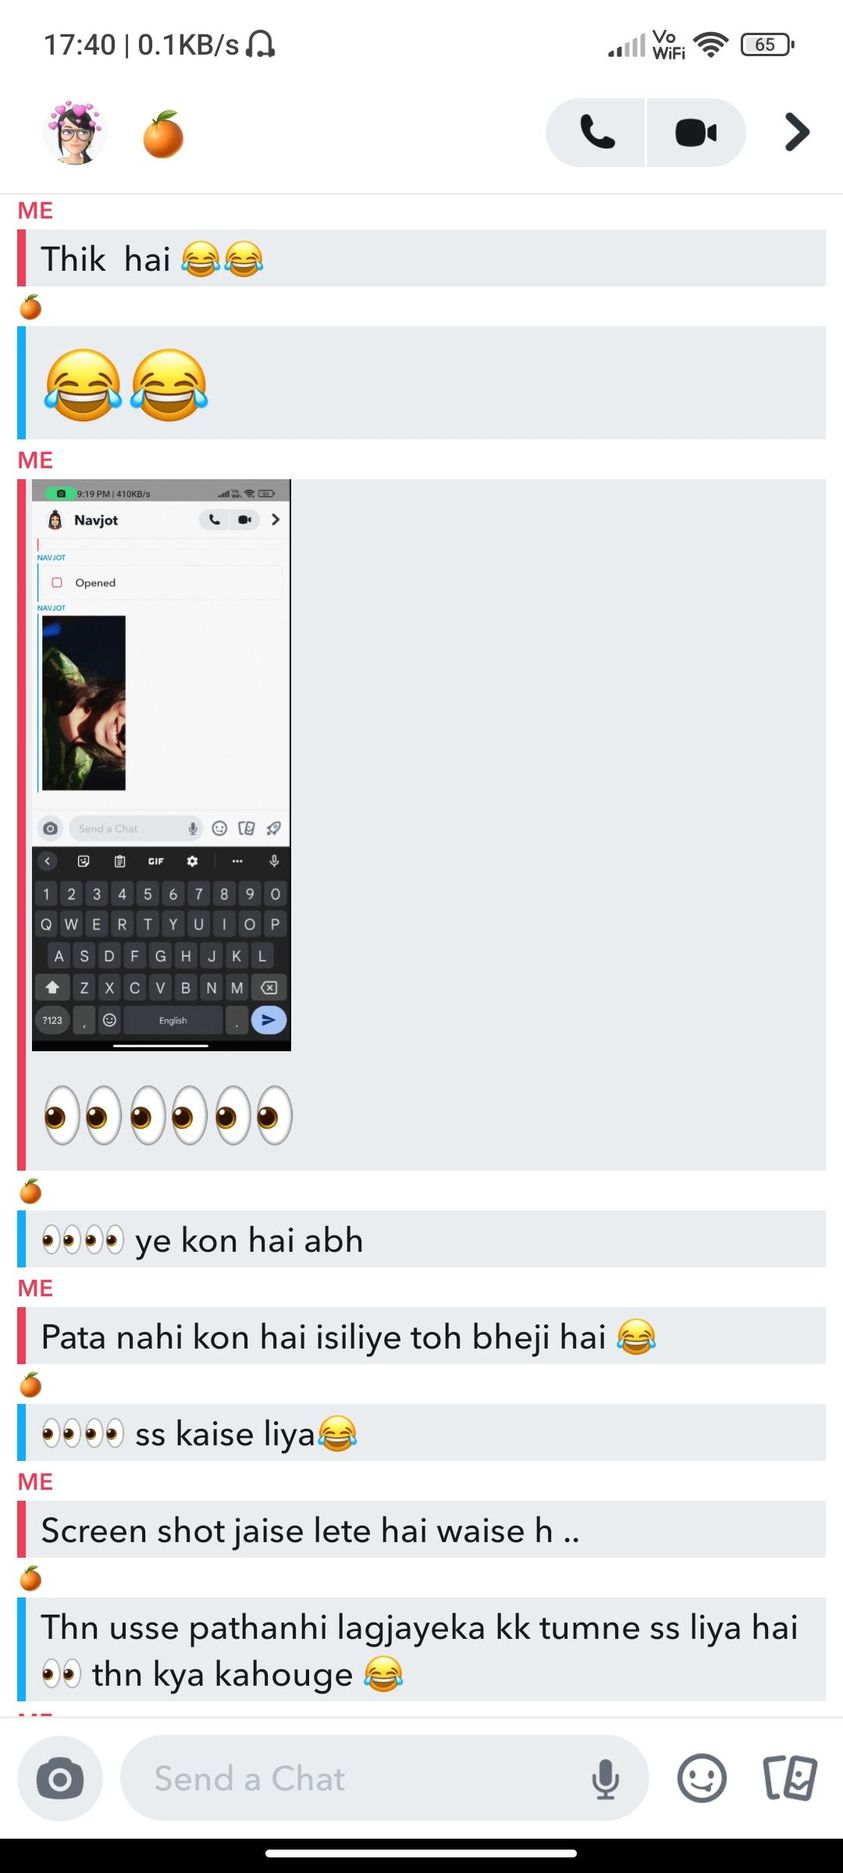 17:40 | 0.1KB/s
Vo
WiFi
65
ME
Thik hai 😂😂
🍊
😂😂
ME
9:19 PM | 410KB/s
Navjot
NAVJOT
Opened
NAVJOT
Send a Chat
GIF
1 2 3 4 5 6 7 8 9 0
Q W E R T Y U I O P
A S D F G H J K L
Z X C V B N M
?123 , English .
👀👀👀
🍊
👀👀 ye kon hai abh
ME
Pata nahi kon hai isiliye toh bheji hai 😂
🍊
👀👀 ss kaise liya😂
ME
Screen shot jaise lete hai waise h ..
🍊
Thn usse pathanhi lagjayeka kk tumne ss liya hai
👀 thn kya kahouge 😂
Send a Chat